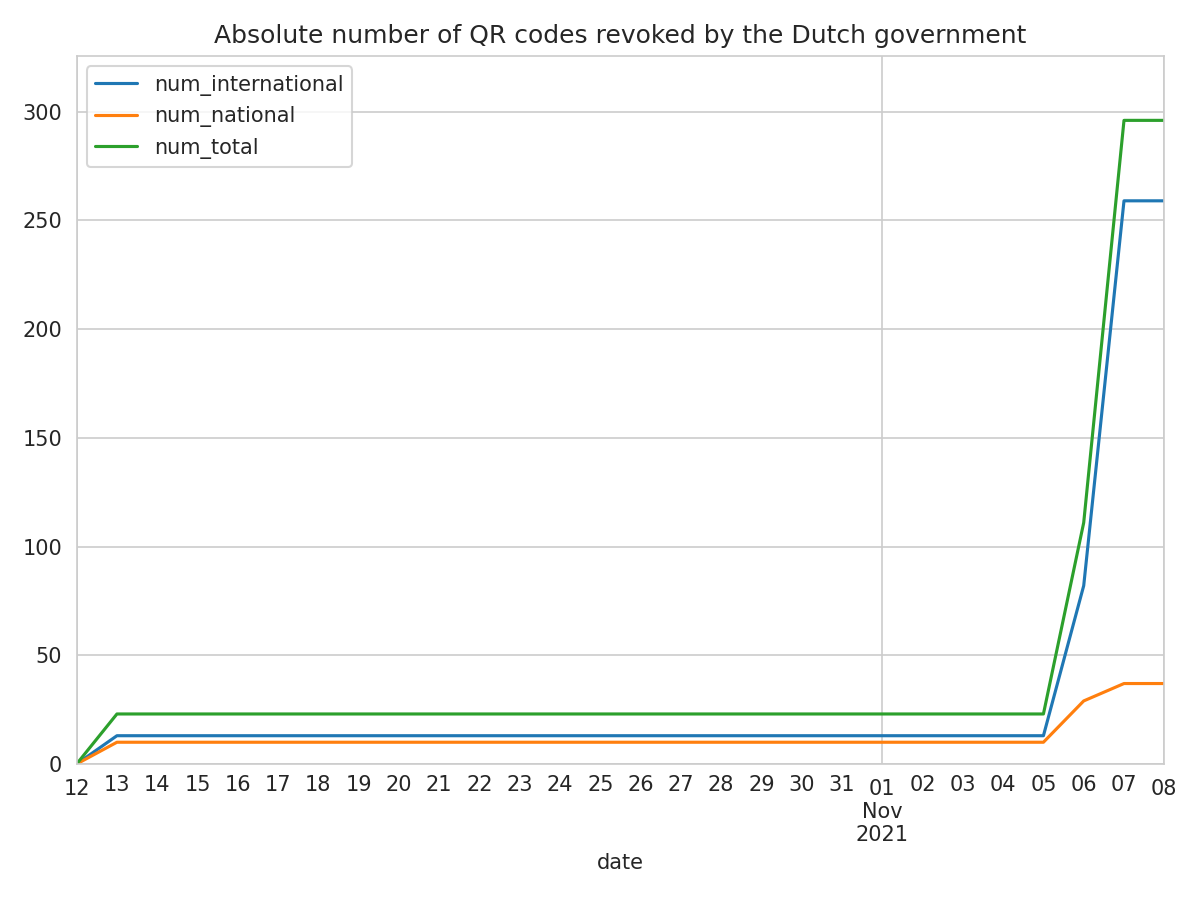 Absolute number of QR codes revoked by the Dutch government
num_international
num_national
num_total
300
250
200
150
100
50
0
12 13 14 15 16 17 18 19 20 21 22 23 24 25 26 27 28 29 30 31 01 02 03 04 05 06 07 08
Nov
2021
date